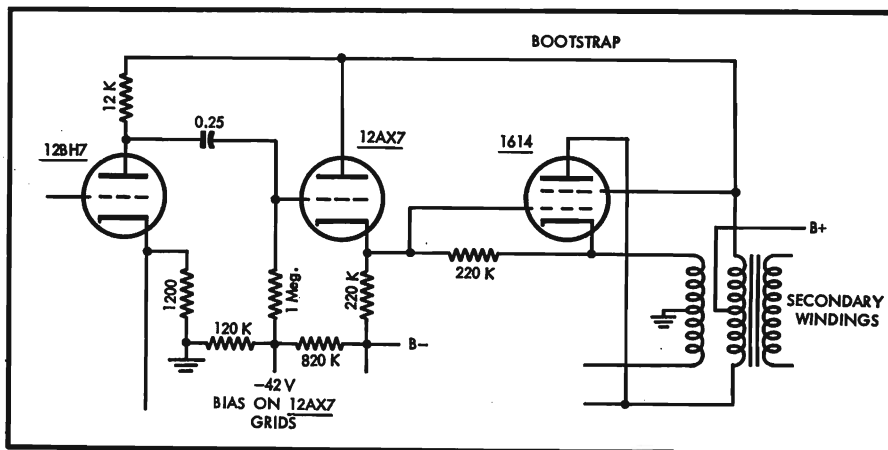 BOOTSTRAP
12 K
0.25
12BH7
12AX7
1614
B+
220 K
1200
1 Meg.
220 K
SECONDARY
WINDINGS
120 K
820 K
B−
−42 V
BIAS ON 12AX7
GRIDS